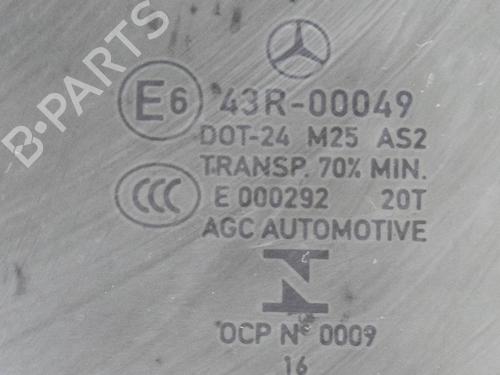 B-PARTS
E6 43R-00049
DOT-24 M25 AS2
TRANSP. 70% MIN.
CCC E 000292 20T
AGC AUTOMOTIVE
N
OCP Nº 0009
16